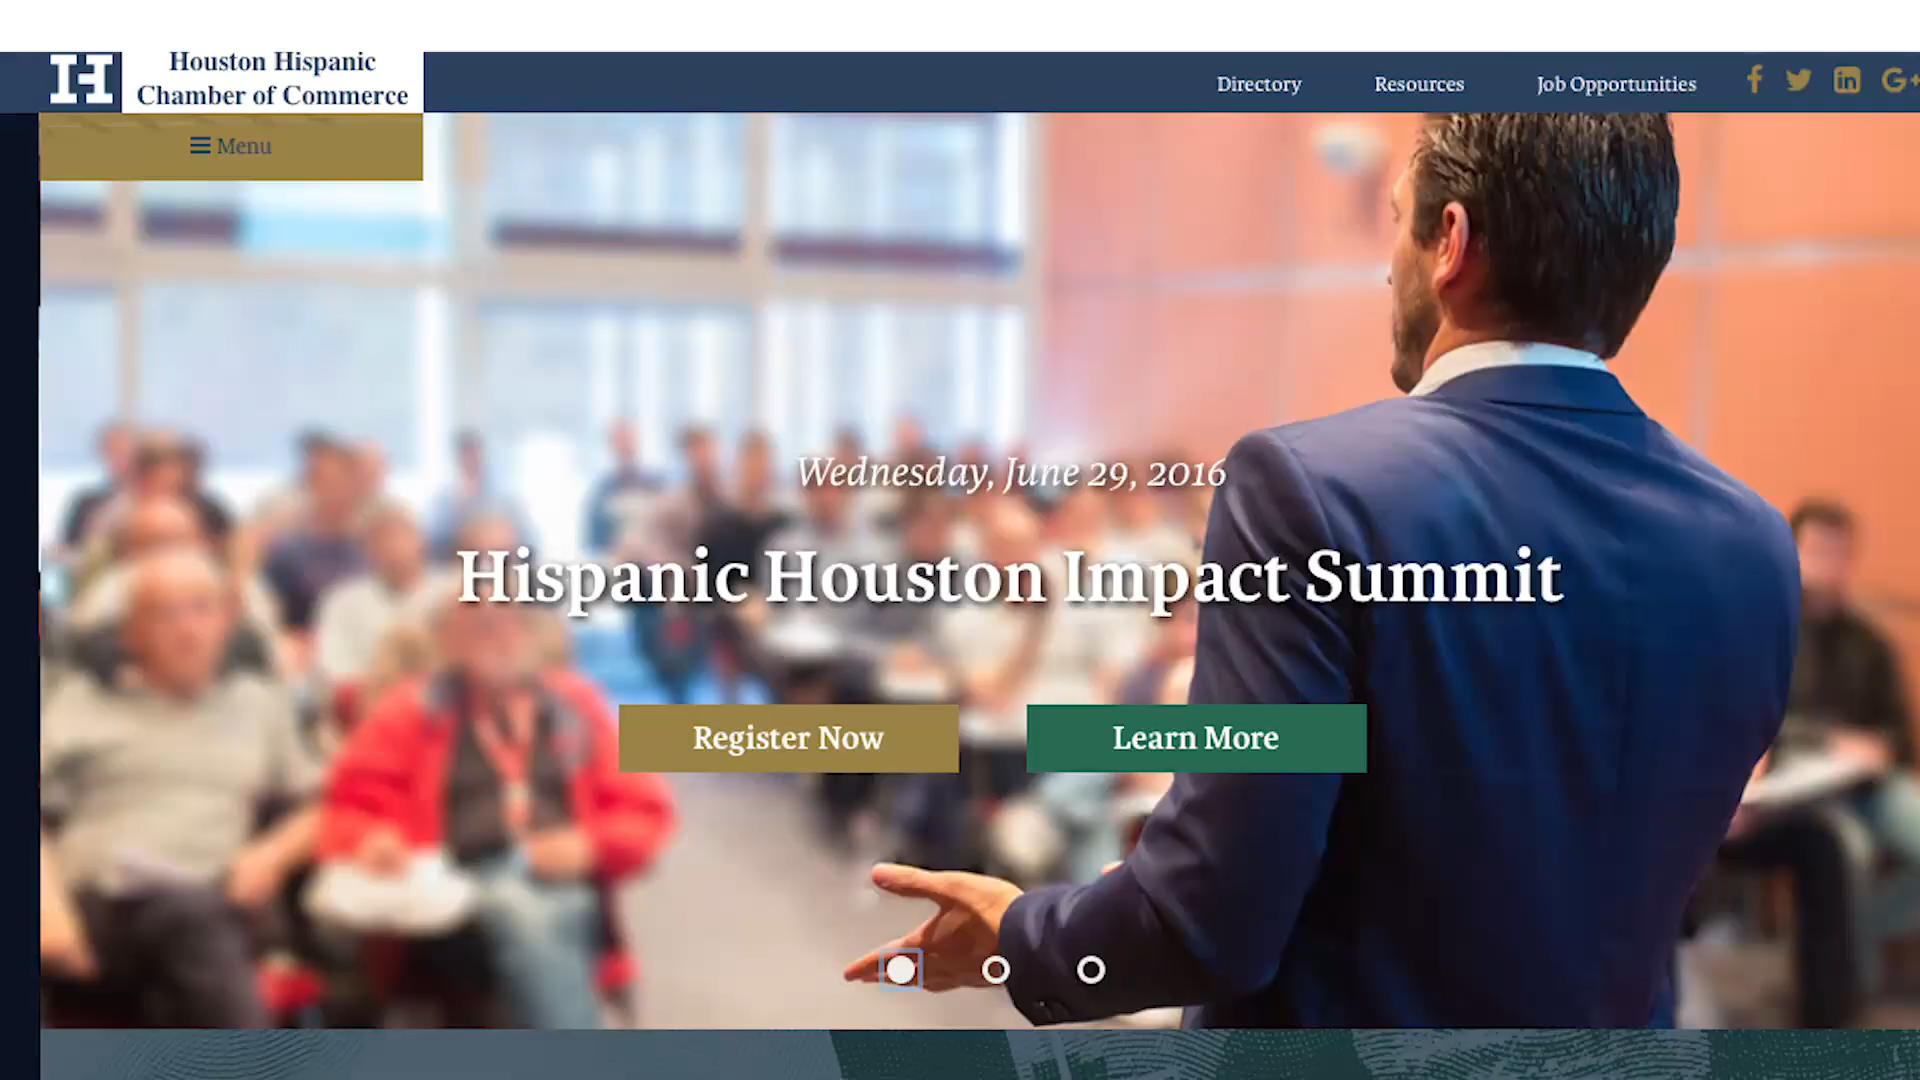 H
Houston Hispanic
Chamber of Commerce
Directory
Resources
Job Opportunities
f
in
G+
Menu
Wednesday, June 29, 2016
Hispanic Houston Impact Summit
Register Now
Learn More